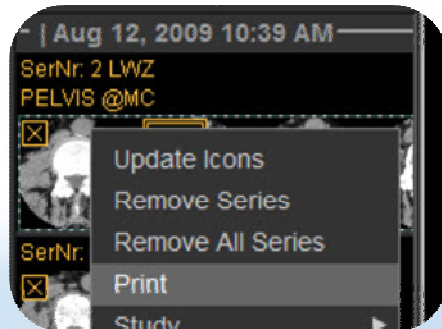 - | Aug 12, 2009 10:39 AM
SerNr: 2 LWZ
PELVIS @MC
Update Icons
Remove Series
Remove All Series
SerNr:
Print
Study